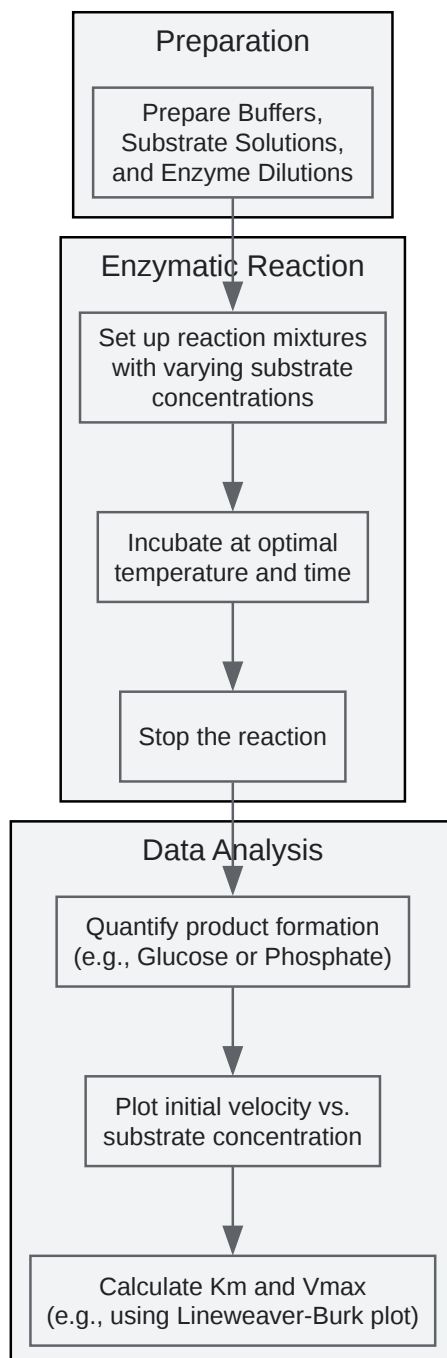 Preparation
Prepare Buffers,
Substrate Solutions,
and Enzyme Dilutions
Enzymatic Reaction
Set up reaction mixtures
with varying substrate
concentrations
Incubate at optimal
temperature and time
Stop the reaction
Data Analysis
Quantify product formation
(e.g., Glucose or Phosphate)
Plot initial velocity vs.
substrate concentration
Calculate Km and Vmax
(e.g., using Lineweaver-Burk plot)